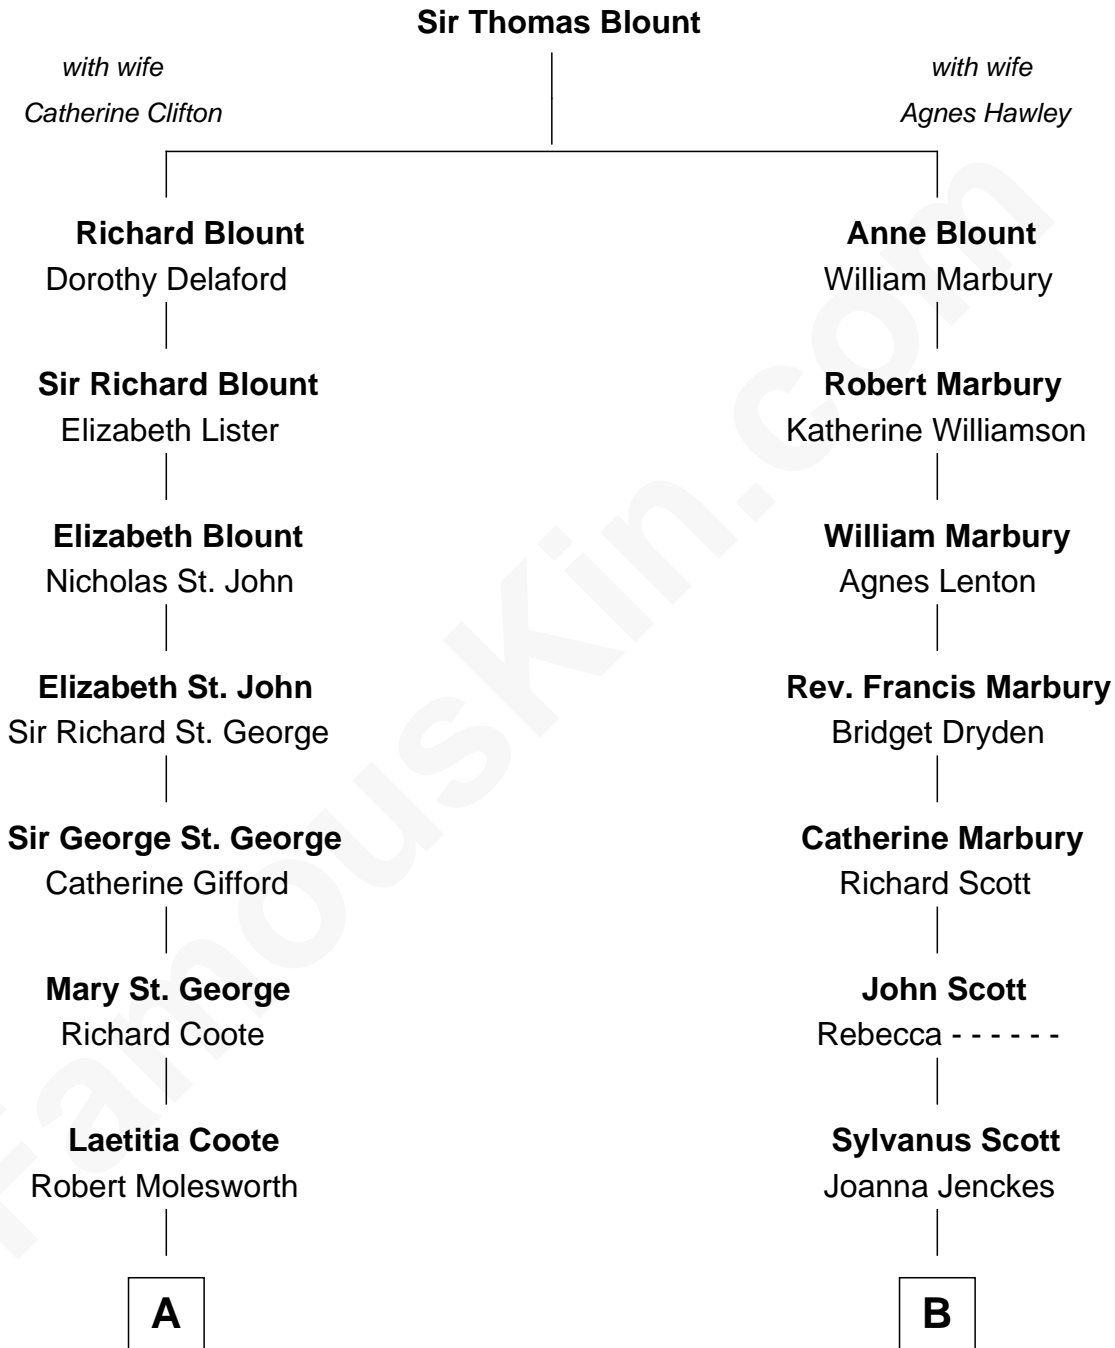 Sir Thomas Blount
with wife
Catherine Clifton
with wife
Agnes Hawley
Richard Blount
Dorothy Delaford
Anne Blount
William Marbury
Sir Richard Blount
Elizabeth Lister
Robert Marbury
Katherine Williamson
Elizabeth Blount
Nicholas St. John
William Marbury
Agnes Lenton
Elizabeth St. John
Sir Richard St. George
Rev. Francis Marbury
Bridget Dryden
Sir George St. George
Catherine Gifford
Catherine Marbury
Richard Scott
Mary St. George
Richard Coote
John Scott
Rebecca - - - - - -
Laetitia Coote
Robert Molesworth
Sylvanus Scott
Joanna Jenckes
A
B
FamousKin.com